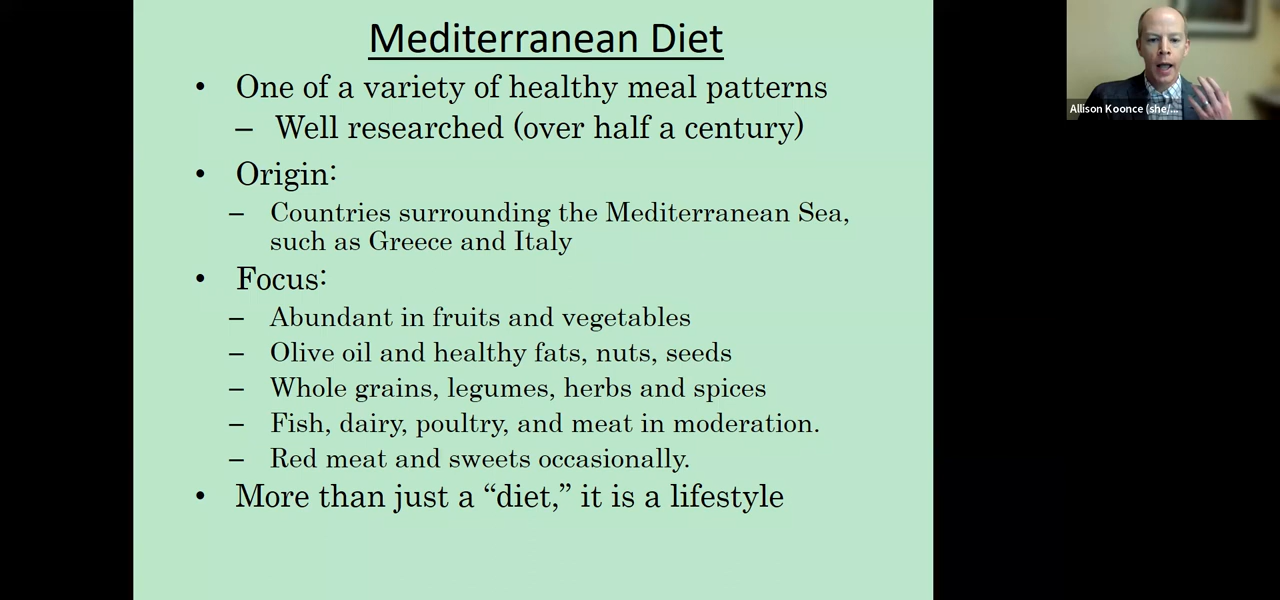 Mediterranean Diet
• One of a variety of healthy meal patterns
– Well researched (over half a century)
• Origin:
– Countries surrounding the Mediterranean Sea,
such as Greece and Italy
• Focus:
– Abundant in fruits and vegetables
– Olive oil and healthy fats, nuts, seeds
– Whole grains, legumes, herbs and spices
– Fish, dairy, poultry, and meat in moderation.
– Red meat and sweets occasionally.
• More than just a “diet,” it is a lifestyle
Allison Koonce (she/...